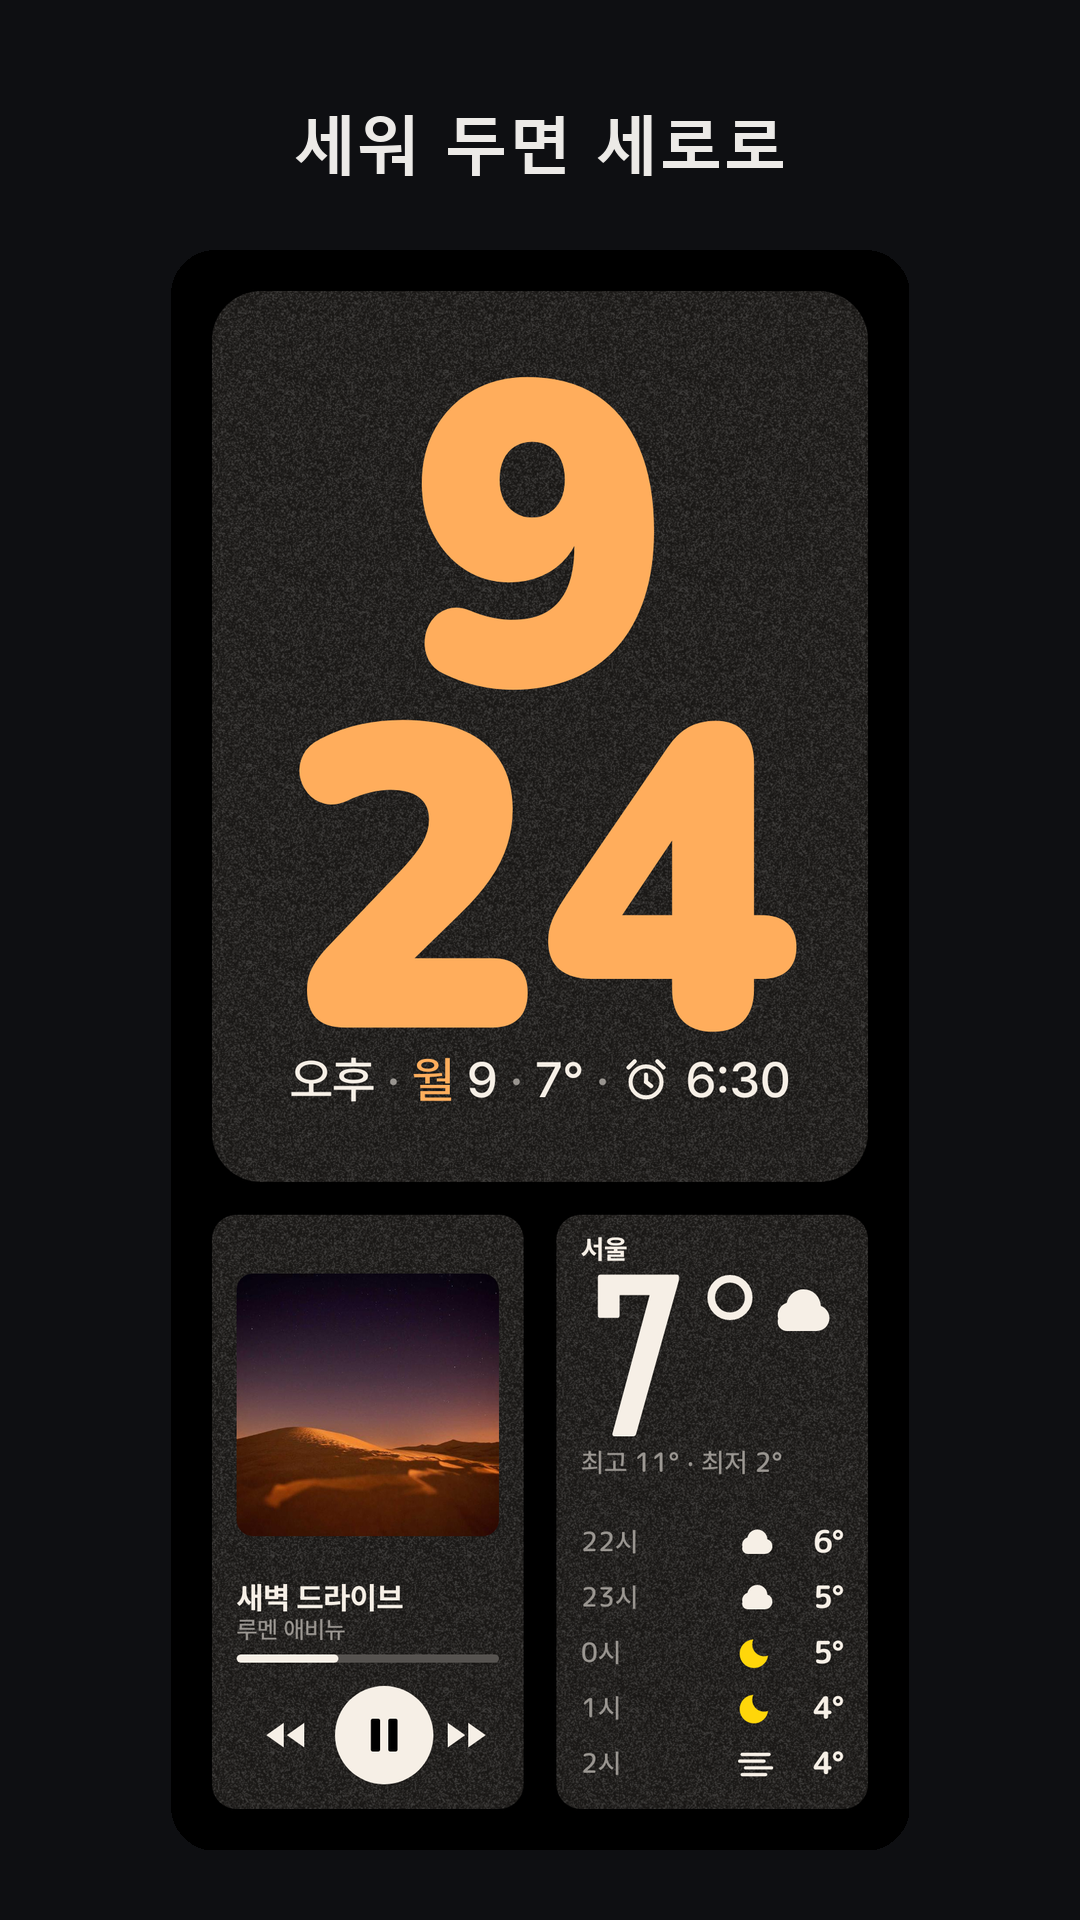 세워 두면 세로로
9
24
오후 · 월 9 · 7° · 6:30
새벽 드라이브
루멘 애비뉴
서울
7°
최고 11° · 최저 2°
22시 6°
23시 5°
0시 5°
1시 4°
2시 4°